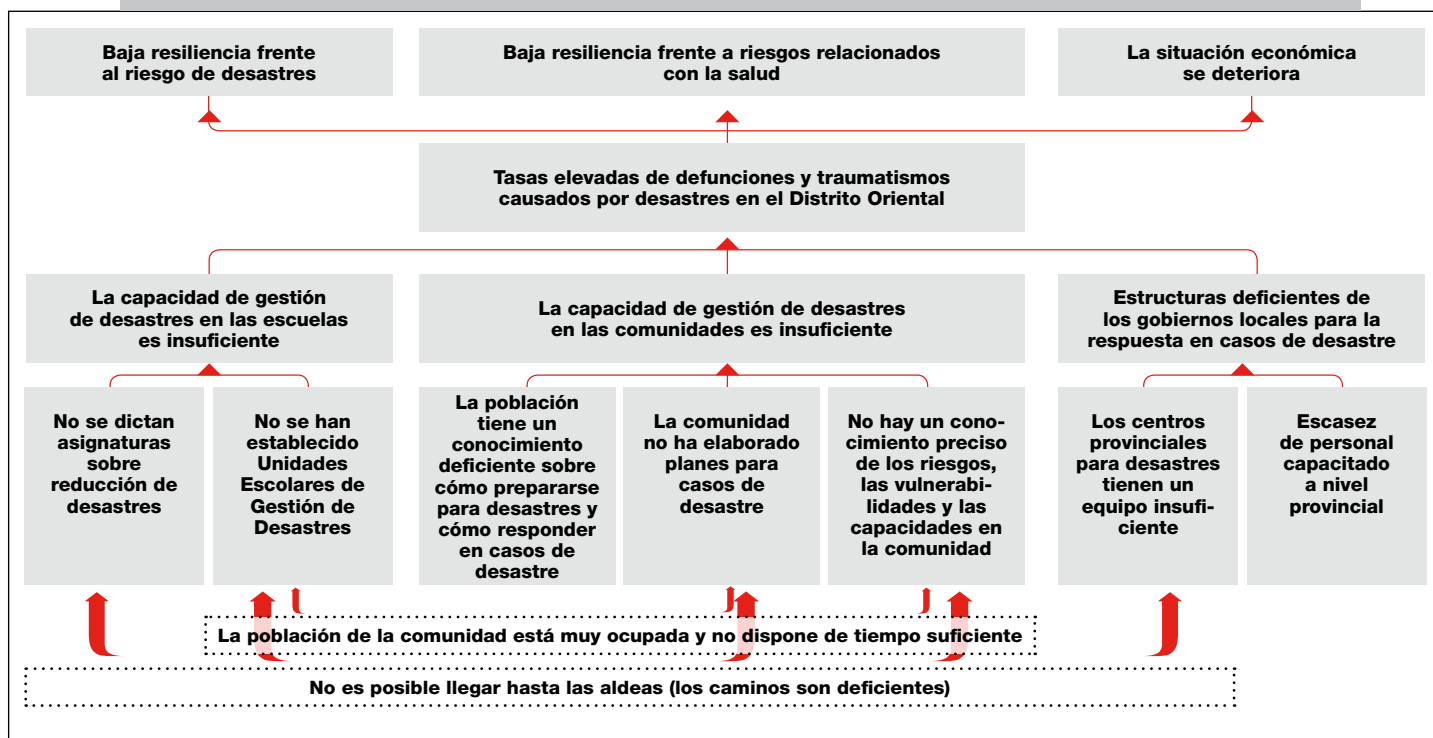 Baja resiliencia frente
al riesgo de desastres
Baja resiliencia frente a riesgos relacionados
con la salud
La situación económica
se deteriora
Tasas elevadas de defunciones y traumatismos
causados por desastres en el Distrito Oriental
La capacidad de gestión
de desastres en las escuelas
es insuficiente
La capacidad de gestión de desastres
en las comunidades es insuficiente
Estructuras deficientes de
los gobiernos locales para la
respuesta en casos de desastre
No se dictan
asignaturas
sobre
reducción de
desastres
No se han
establecido
Unidades
Escolares de
Gestión de
Desastres
La población
tiene un
conocimiento
deficiente sobre
cómo prepararse
para desastres y
cómo responder
en casos de
desastre
La comunidad
no ha elaborado
planes para
casos de
desastre
No hay un cono-
cimiento preciso
de los riesgos,
las vulnerabi-
lidades y las
capacidades en
la comunidad
Los centros
provinciales
para desastres
tienen un
equipo insufi-
ciente
Escasez
de personal
capacitado
a nivel
provincial
La población de la comunidad está muy ocupada y no dispone de tiempo suficiente
No es posible llegar hasta las aldeas (los caminos son deficientes)